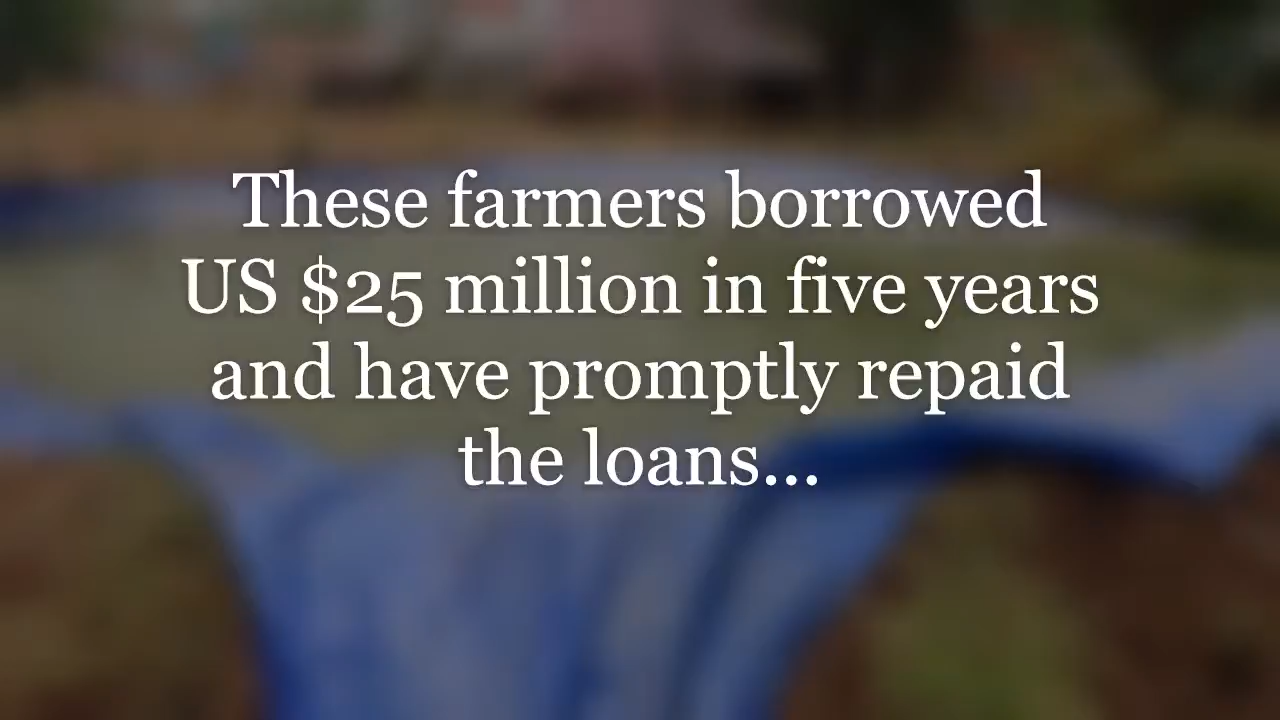 These farmers borrowed
US $25 million in five years
and have promptly repaid
the loans...